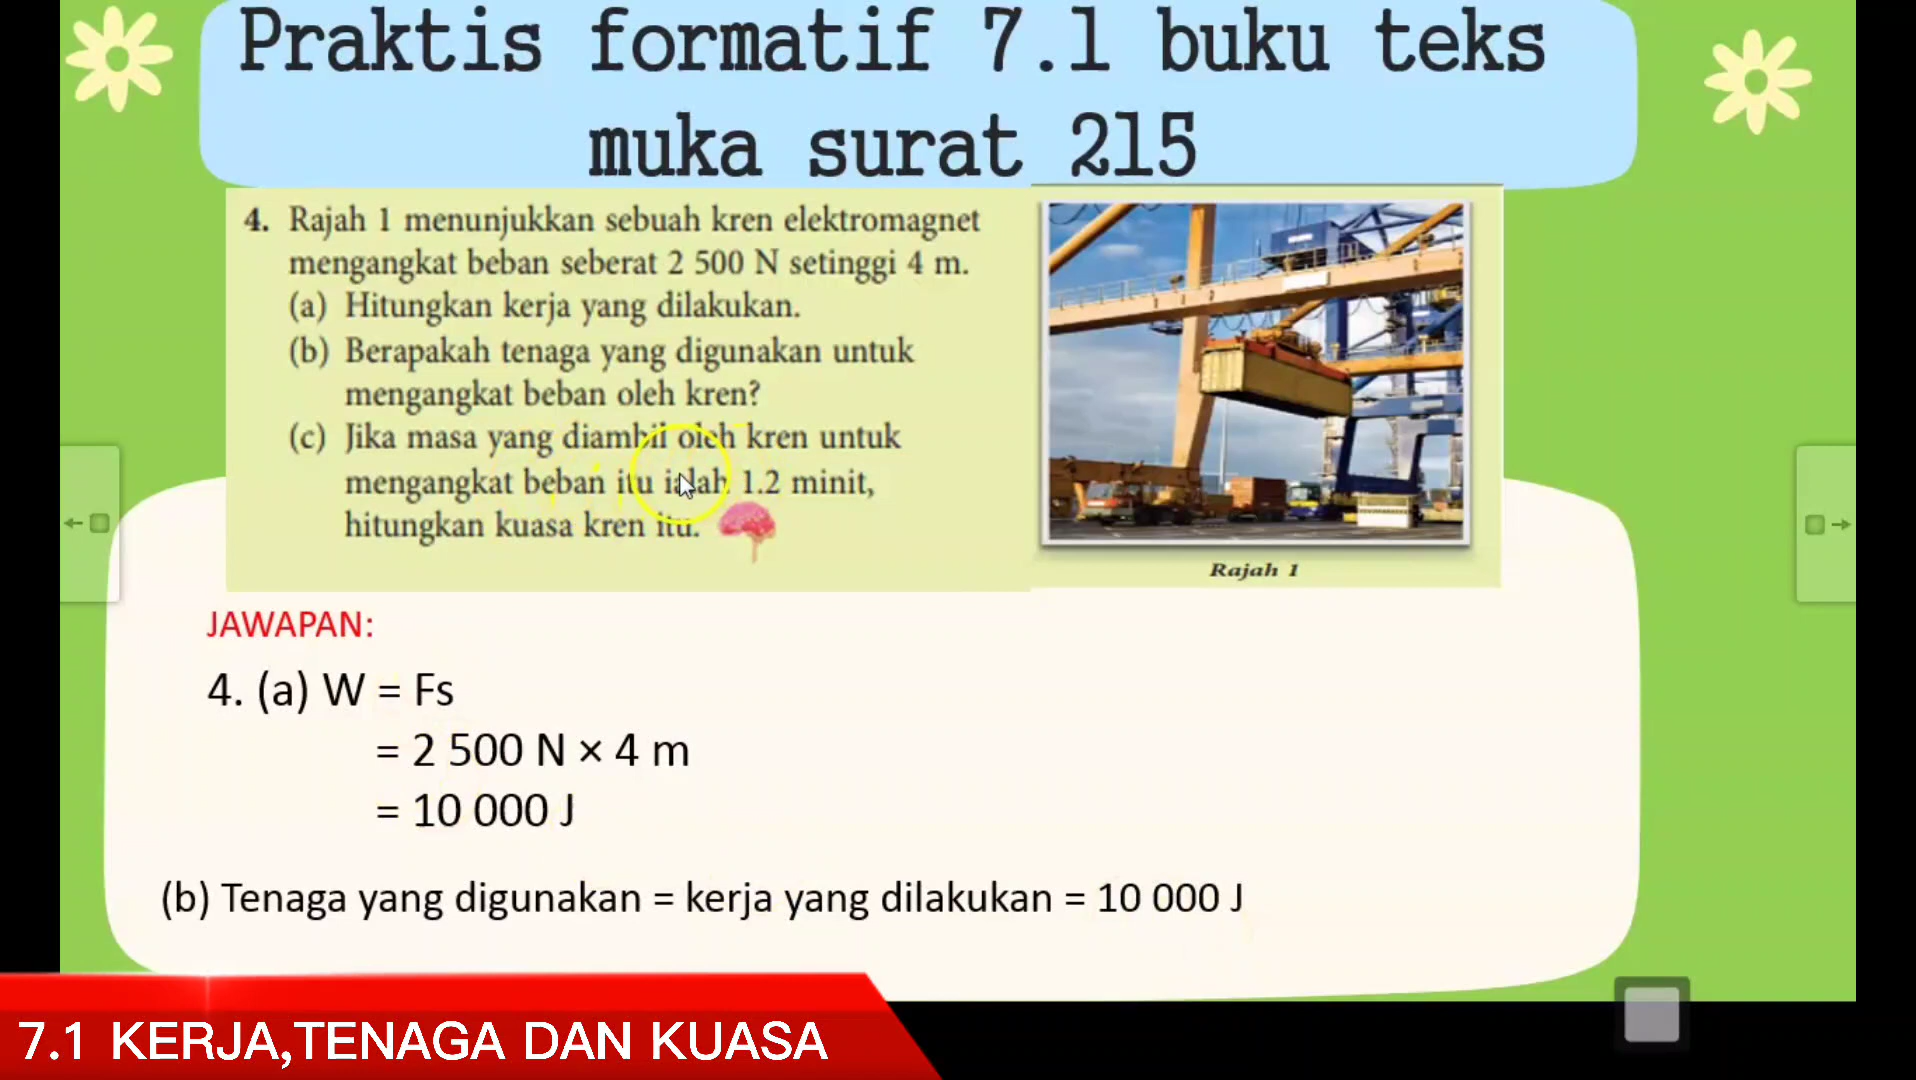 Praktis formatif 7.1 buku teks
muka surat 215
4. Rajah 1 menunjukkan sebuah kren elektromagnet
mengangkat beban seberat 2 500 N setinggi 4 m.
(a) Hitungkan kerja yang dilakukan.
(b) Berapakah tenaga yang digunakan untuk
mengangkat beban oleh kren?
(c) Jika masa yang diambil oleh kren untuk
mengangkat beban itu ialah 1.2 minit,
hitungkan kuasa kren itu.
Rajah 1
JAWAPAN:
4. (a) W = Fs
= 2 500 N × 4 m
= 10 000 J
(b) Tenaga yang digunakan = kerja yang dilakukan = 10 000 J
7.1 KERJA,TENAGA DAN KUASA